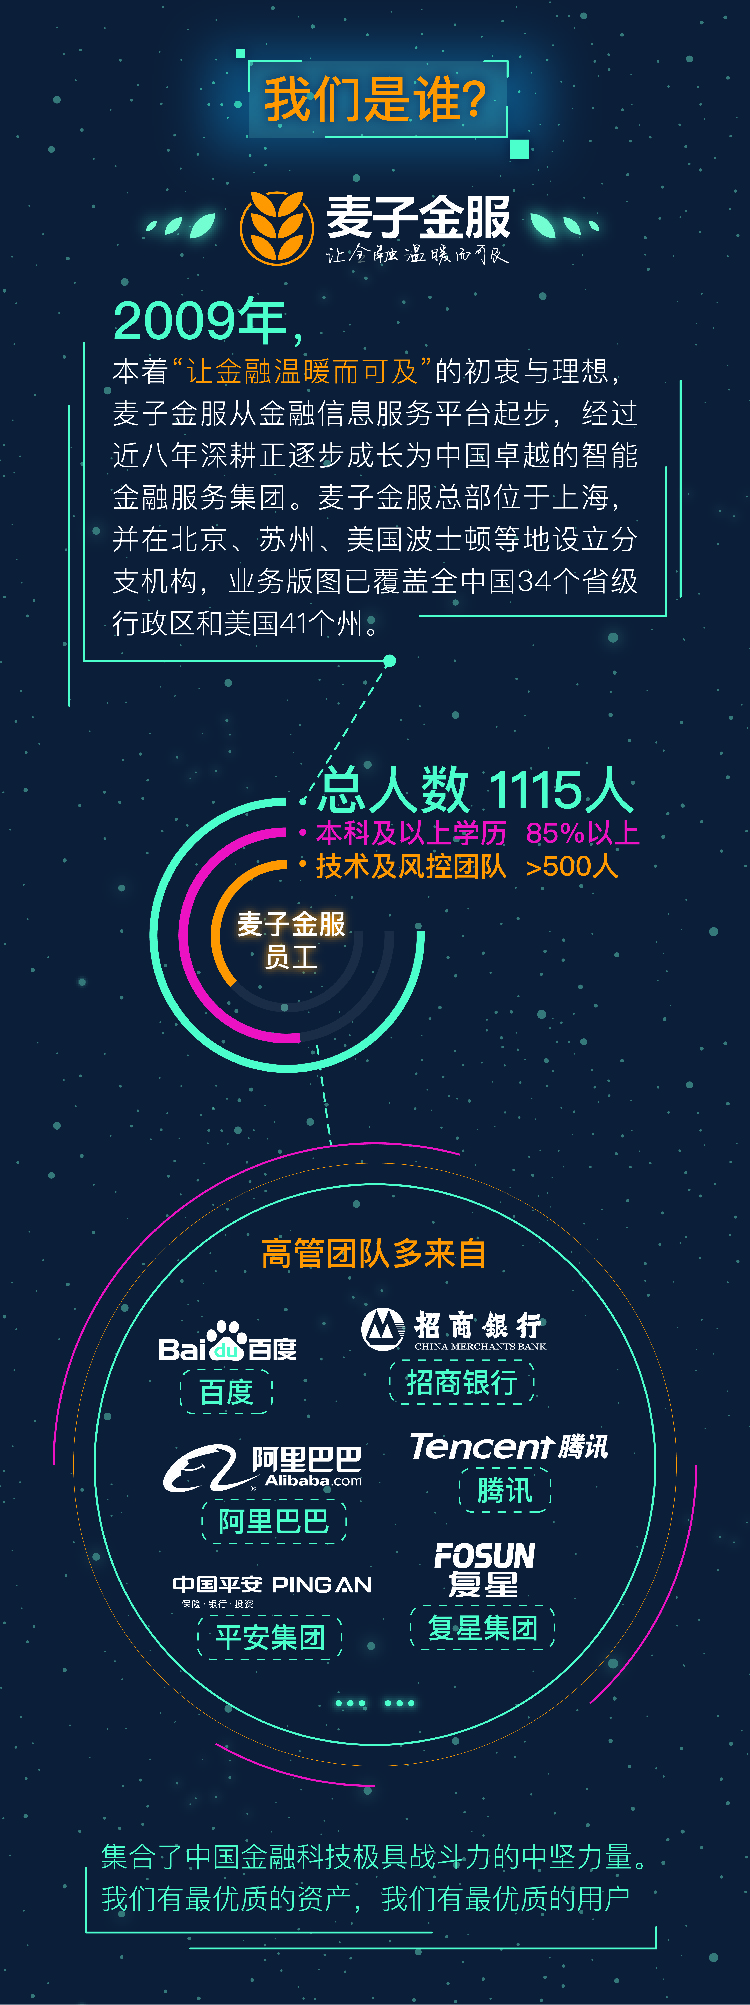 我们是谁?
麦子金服
让金融温暖而可及
2009年，
本着“让金融温暖而可及”的初衷与理想，
麦子金服从金融信息服务平台起步，经过
近八年深耕正逐步成长为中国卓越的智能
金融服务集团。麦子金服总部位于上海，
并在北京、苏州、美国波士顿等地设立分
支机构，业务版图已覆盖全中国34个省级
行政区和美国41个州。
总人数 1115人
本科及以上学历 85%以上
技术及风控团队 >500人
麦子金服
员工
高管团队多来自
Bai du 百度
百度
招商银行
CHINA MERCHANTS BANK
招商银行
阿里巴巴
Alibaba.com
阿里巴巴
Tencent 腾讯
腾讯
中国平安 PING AN
保险·银行·投资
平安集团
FOSUN
复星
复星集团
…… 
集合了中国金融科技极具战斗力的中坚力量。
我们有最优质的资产，我们有最优质的用户